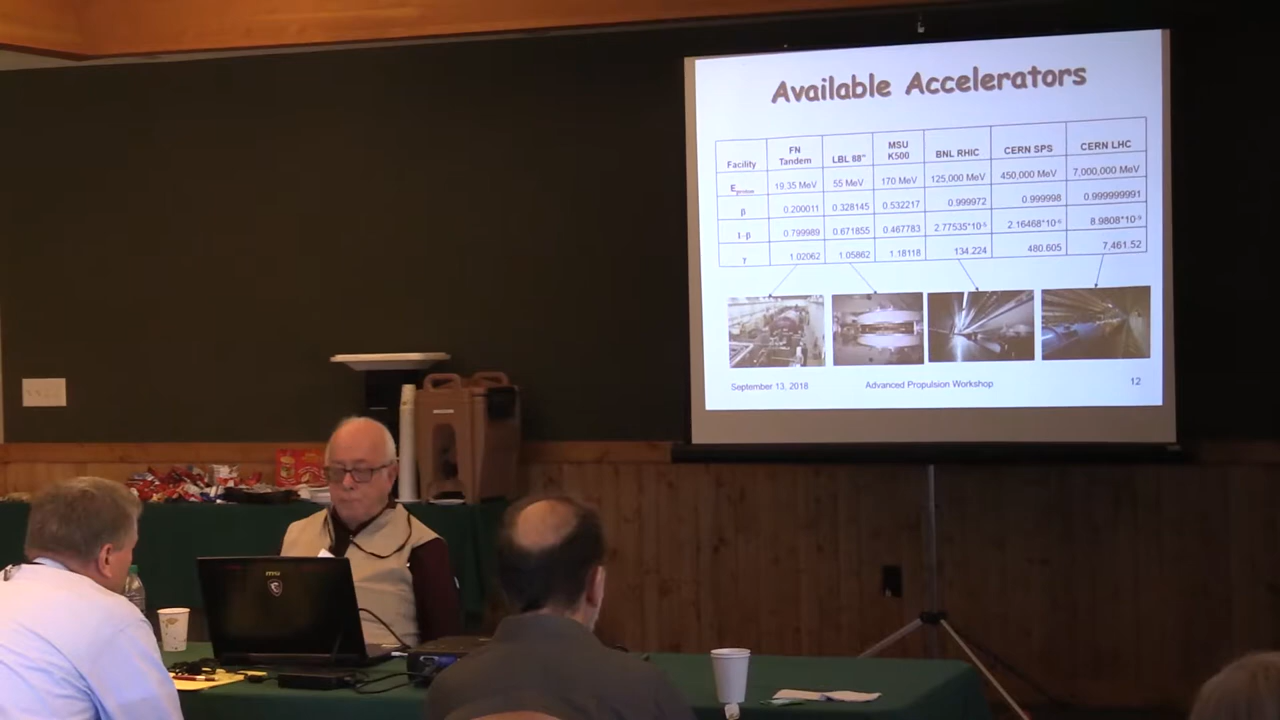 Available Accelerators
Facility FN Tandem LBL 88" MSU K500 BNL RHIC CERN SPS CERN LHC
Eproton 19.35 MeV 55 MeV 170 MeV 125,000 MeV 450,000 MeV 7,000,000 MeV
β 0.200011 0.328145 0.532217 0.999972 0.999998 0.999999991
1-β 0.799989 0.671855 0.467783 2.77535*10⁻⁵ 2.16468*10⁻⁶ 8.9808*10⁻⁹
γ 1.02062 1.05862 1.18118 134.224 480.605 7,461.52
September 13, 2018 Advanced Propulsion Workshop 12
msi